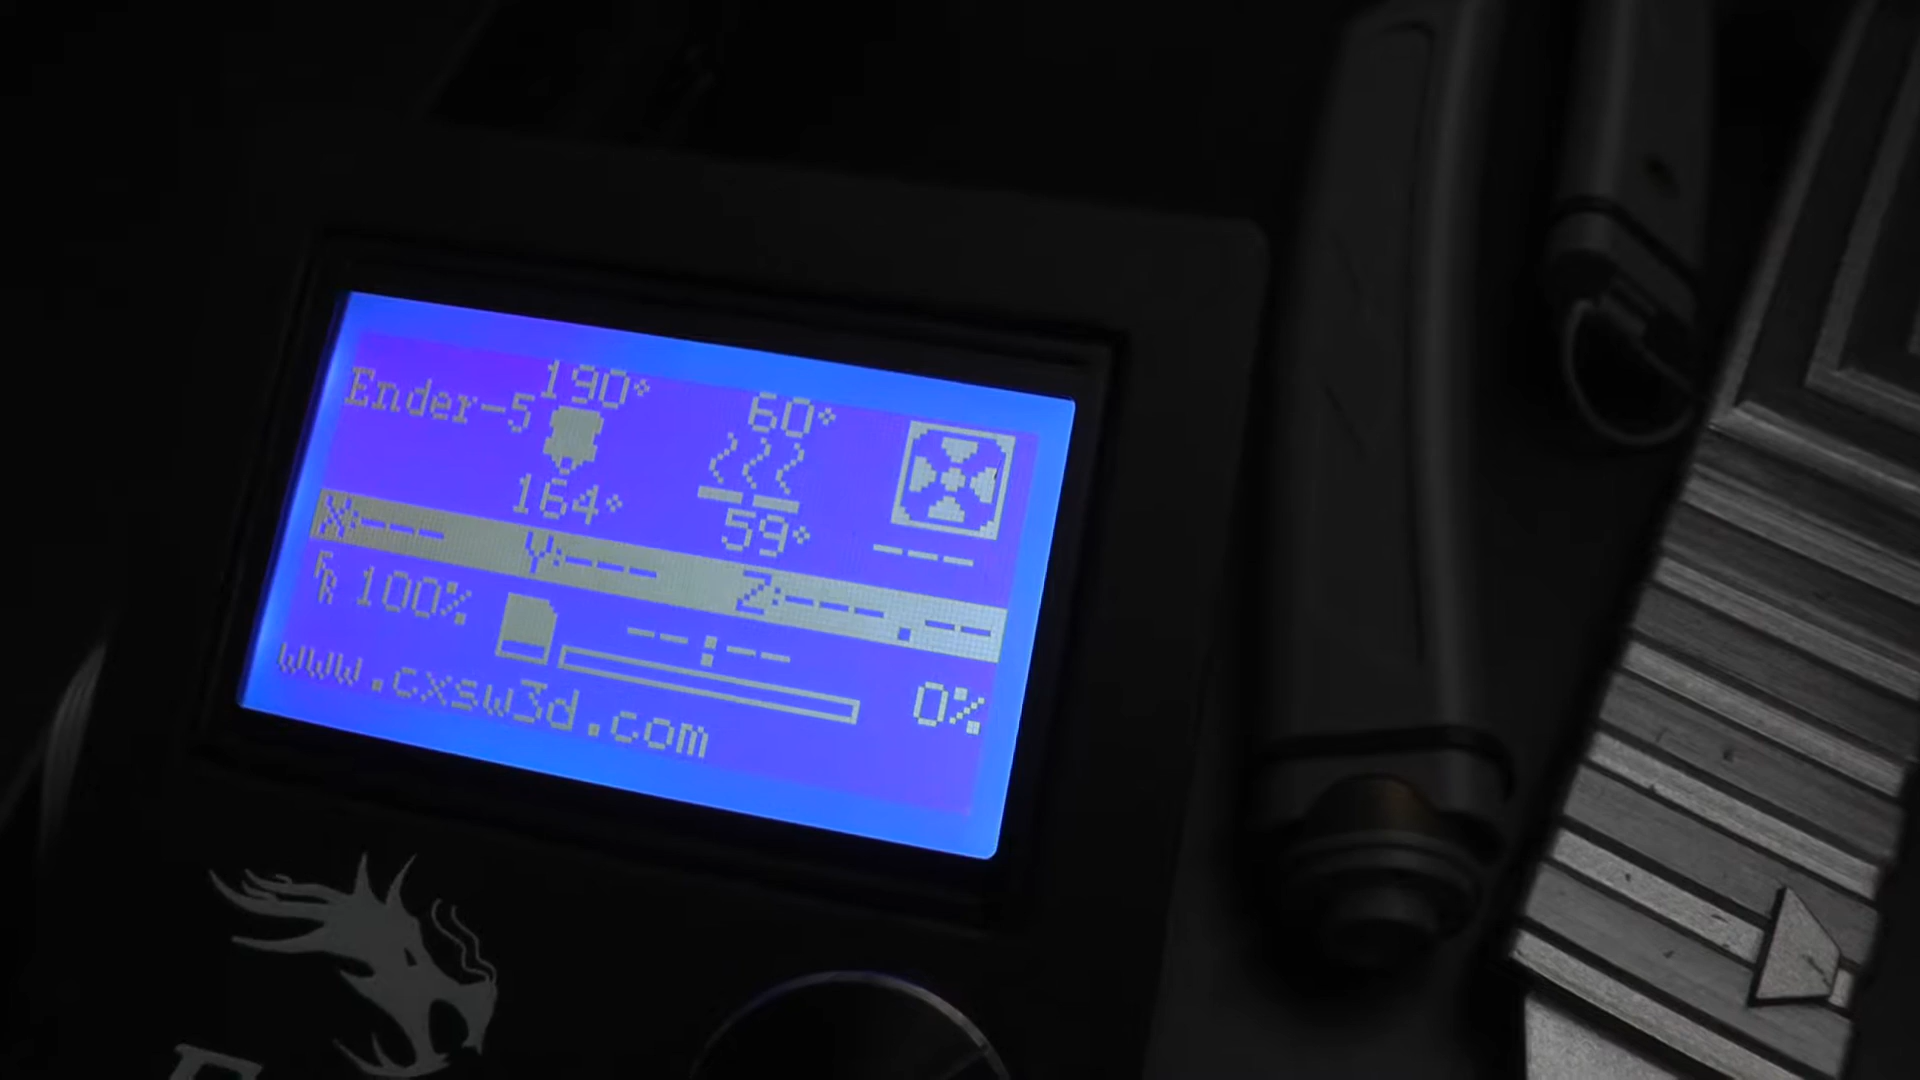 Ender-5 190° 60°
164° 59° ---
X:--- Y:--- Z:---.--
FR 100% --:-- 0%
www.cxsw3d.com